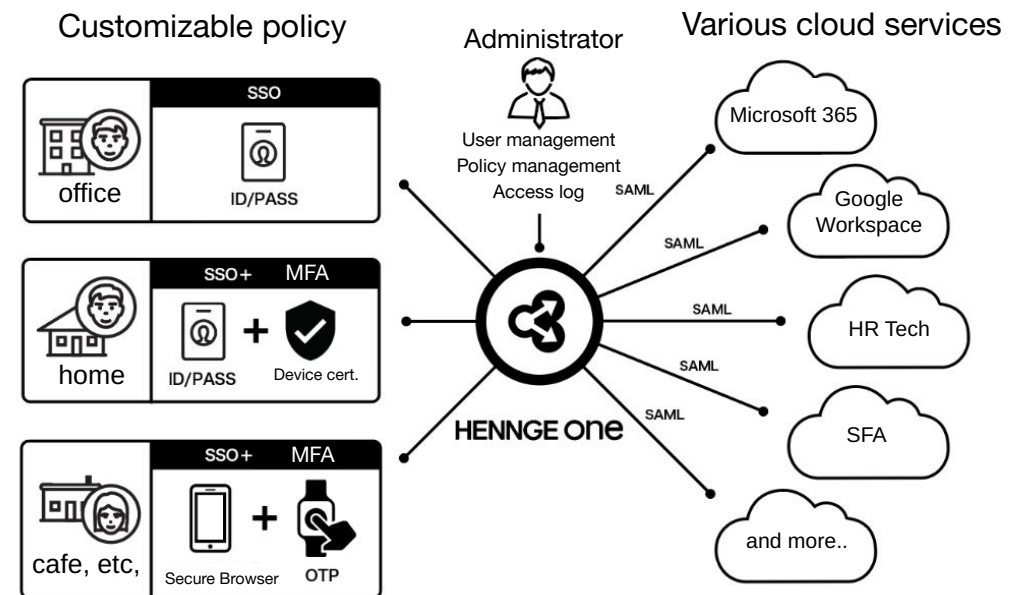 Customizable policy
Administrator
Various cloud services
SSO
office
ID/PASS
SSO+ MFA
home
ID/PASS
Device cert.
SSO+ MFA
cafe, etc,
Secure Browser
OTP
User management
Policy management
Access log
HENNGE one
SAML
SAML
SAML
SAML
SAML
Microsoft 365
Google
Workspace
HR Tech
SFA
and more..